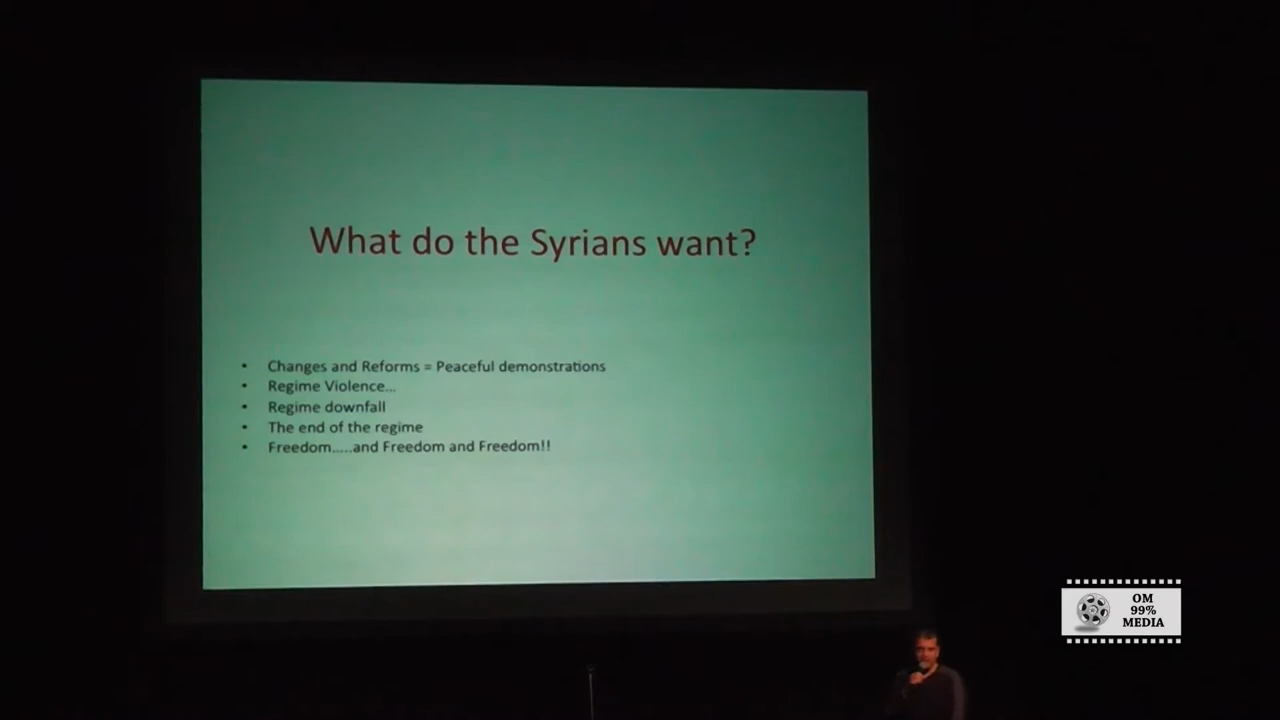 What do the Syrians want?
• Changes and Reforms = Peaceful demonstrations
• Regime Violence...
• Regime downfall
• The end of the regime
• Freedom.....and Freedom and Freedom!!
OM
99%
MEDIA